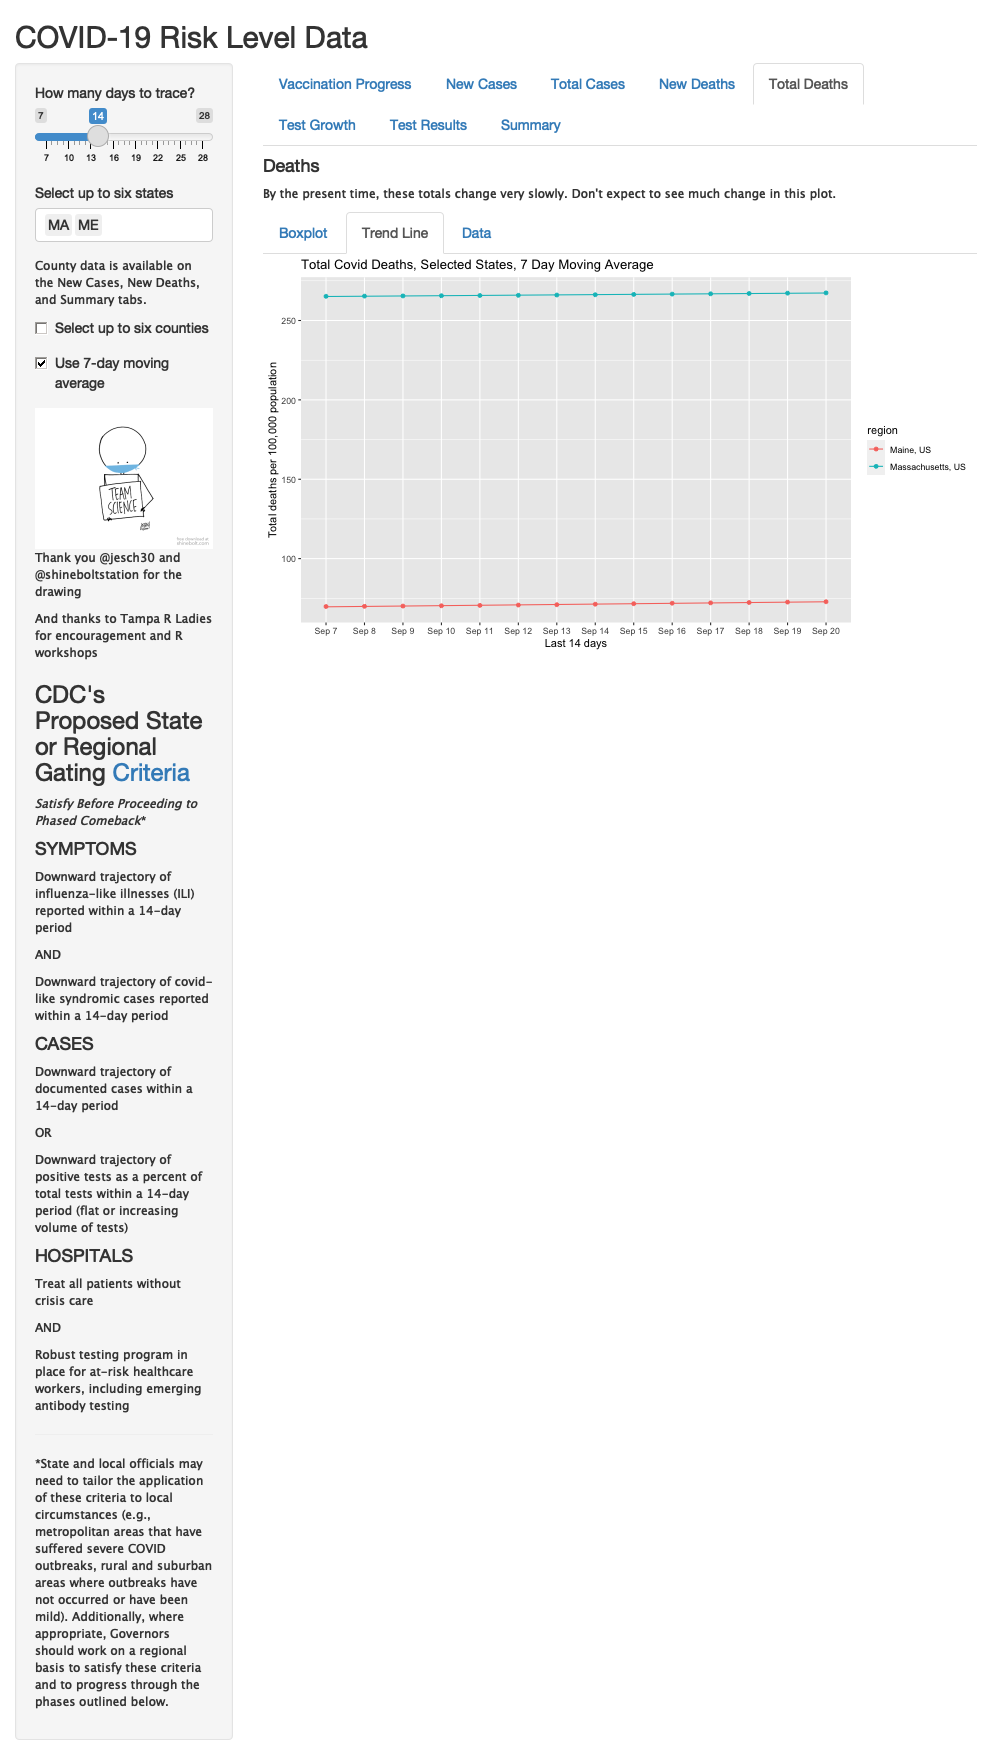 COVID-19 Risk Level Data
How many days to trace?
7 14 28
7 10 13 16 19 22 25 28
Select up to six states
MA ME
County data is available on
the New Cases, New Deaths,
and Summary tabs.
Select up to six counties
Use 7-day moving
average
TEAM
SCIENCE
free download at
shinebolt.com
Thank you @jesch30 and
@shineboltstation for the
drawing
And thanks to Tampa R Ladies
for encouragement and R
workshops
CDC's
Proposed State
or Regional
Gating Criteria
Satisfy Before Proceeding to
Phased Comeback*
SYMPTOMS
Downward trajectory of
influenza-like illnesses (ILI)
reported within a 14-day
period
AND
Downward trajectory of covid-
like syndromic cases reported
within a 14-day period
CASES
Downward trajectory of
documented cases within a
14-day period
OR
Downward trajectory of
positive tests as a percent of
total tests within a 14-day
period (flat or increasing
volume of tests)
HOSPITALS
Treat all patients without
crisis care
AND
Robust testing program in
place for at-risk healthcare
workers, including emerging
antibody testing
*State and local officials may
need to tailor the application
of these criteria to local
circumstances (e.g.,
metropolitan areas that have
suffered severe COVID
outbreaks, rural and suburban
areas where outbreaks have
not occurred or have been
mild). Additionally, where
appropriate, Governors
should work on a regional
basis to satisfy these criteria
and to progress through the
phases outlined below.
Vaccination Progress New Cases Total Cases New Deaths Total Deaths
Test Growth Test Results Summary
Deaths
By the present time, these totals change very slowly. Don't expect to see much change in this plot.
Boxplot Trend Line Data
Total Covid Deaths, Selected States, 7 Day Moving Average
Total deaths per 100,000 population
250
200
150
100
Sep 7 Sep 8 Sep 9 Sep 10 Sep 11 Sep 12 Sep 13 Sep 14 Sep 15 Sep 16 Sep 17 Sep 18 Sep 19 Sep 20
Last 14 days
region
Maine, US
Massachusetts, US